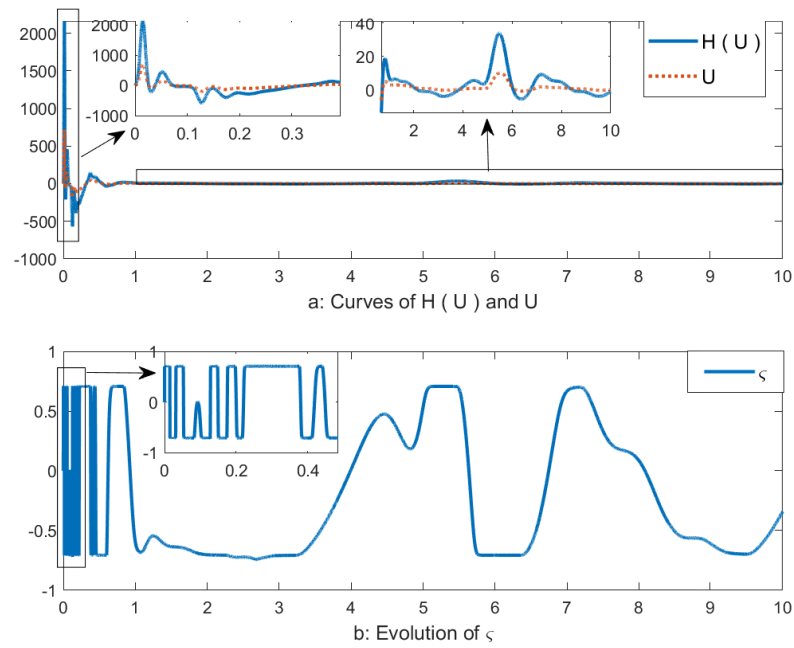 2000
1500
1000
500
0
-500
-1000
0 1 2 3 4 5 6 7 8 9 10
2000
1000
0
-1000
0 0.1 0.2 0.3
40
20
0
2 4 6 8 10
H ( U )
U
a: Curves of H ( U ) and U
1
0.5
0
-0.5
-1
0 1 2 3 4 5 6 7 8 9 10
1
0
-1
0 0.2 0.4
ς
b: Evolution of ς